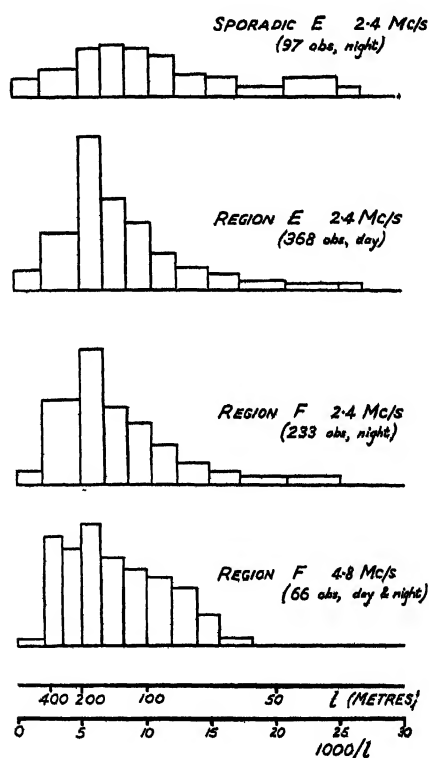 SPORADIC E 2·4 Mc/s
(97 obs, night)
REGION E 2·4 Mc/s
(368 obs, day)
REGION F 2·4 Mc/s
(233 obs, night)
REGION F 4·8 Mc/s
(66 obs, day & night)
400 200 100 50 l (METRES)
0 5 10 15 20 25 30
1000/l